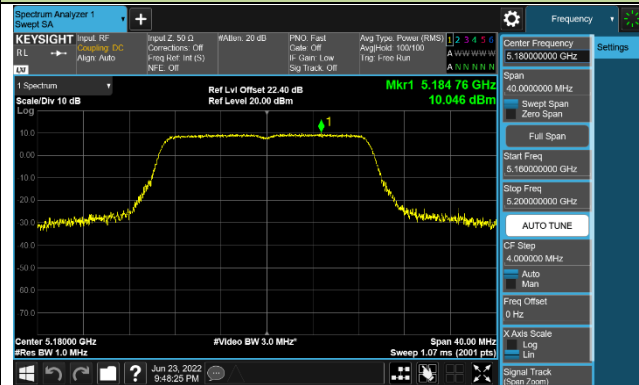 Spectrum Analyzer 1
Swept SA
Frequency
KEYSIGHT
RL
Input: RF
Coupling: DC
Align: Auto
Input Z: 50 Ω
Corrections: Off
Freq Ref: Int (S)
NFE: Off
#Atten: 20 dB
PNO: Fast
Gate: Off
IF Gain: Low
Sig Track: Off
Avg Type: Power (RMS)
Avg|Hold: 100/100
Trig: Free Run
1 2 3 4 5 6
A W W W W W
A N N N N N
LXI
1 Spectrum
Scale/Div 10 dB
Log
Ref Lvl Offset 22.40 dB
Ref Level 20.00 dBm
Mkr1 5.184 76 GHz
10.046 dBm
1
10.0
0.00
-10.0
-20.0
-30.0
-40.0
-50.0
-60.0
-70.0
Center 5.18000 GHz
#Res BW 1.0 MHz
#Video BW 3.0 MHz*
Span 40.00 MHz
Sweep 1.07 ms (2001 pts)
Jun 23, 2022
9:48:25 PM
Center Frequency
5.180000000 GHz
Settings
Span
40.0000000 MHz
Swept Span
Zero Span
Full Span
Start Freq
5.160000000 GHz
Stop Freq
5.200000000 GHz
AUTO TUNE
CF Step
4.000000 MHz
Auto
Man
Freq Offset
0 Hz
X Axis Scale
Log
Lin
Signal Track
(Span Zoom)